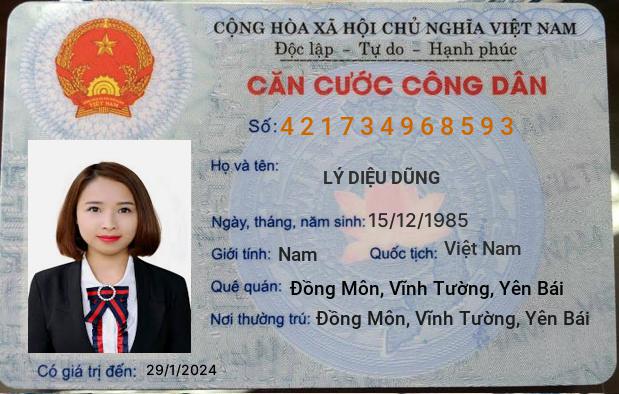 CỘNG HÒA XÃ HỘI CHỦ NGHĨA VIỆT NAM
Độc lập - Tự do - Hạnh phúc
CĂN CƯỚC CÔNG DÂN
Số: 421734968593
Họ và tên:
LÝ DIỆU DŨNG
Ngày, tháng, năm sinh: 15/12/1985
Giới tính: Nam Quốc tịch: Việt Nam
Quê quán: Đồng Môn, Vĩnh Tường, Yên Bái
Nơi thường trú: Đồng Môn, Vĩnh Tường, Yên Bái
Có giá trị đến: 29/1/2024
VIỆT NAM